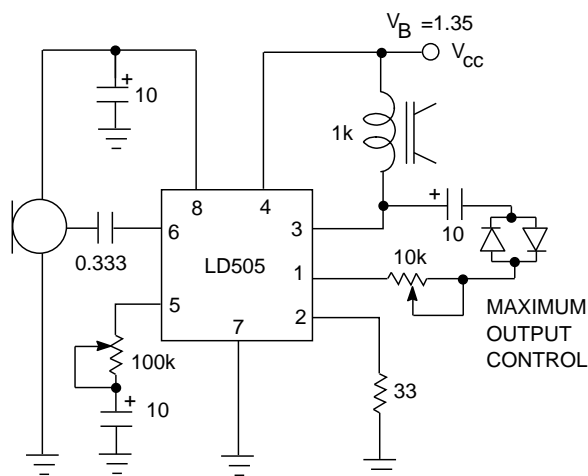 V_B =1.35
V_CC
+
10
1k
8
4
+
6
3
10
0.333
LD505
10k
1
5
2
MAXIMUM
OUTPUT
CONTROL
7
100k
+
10
33